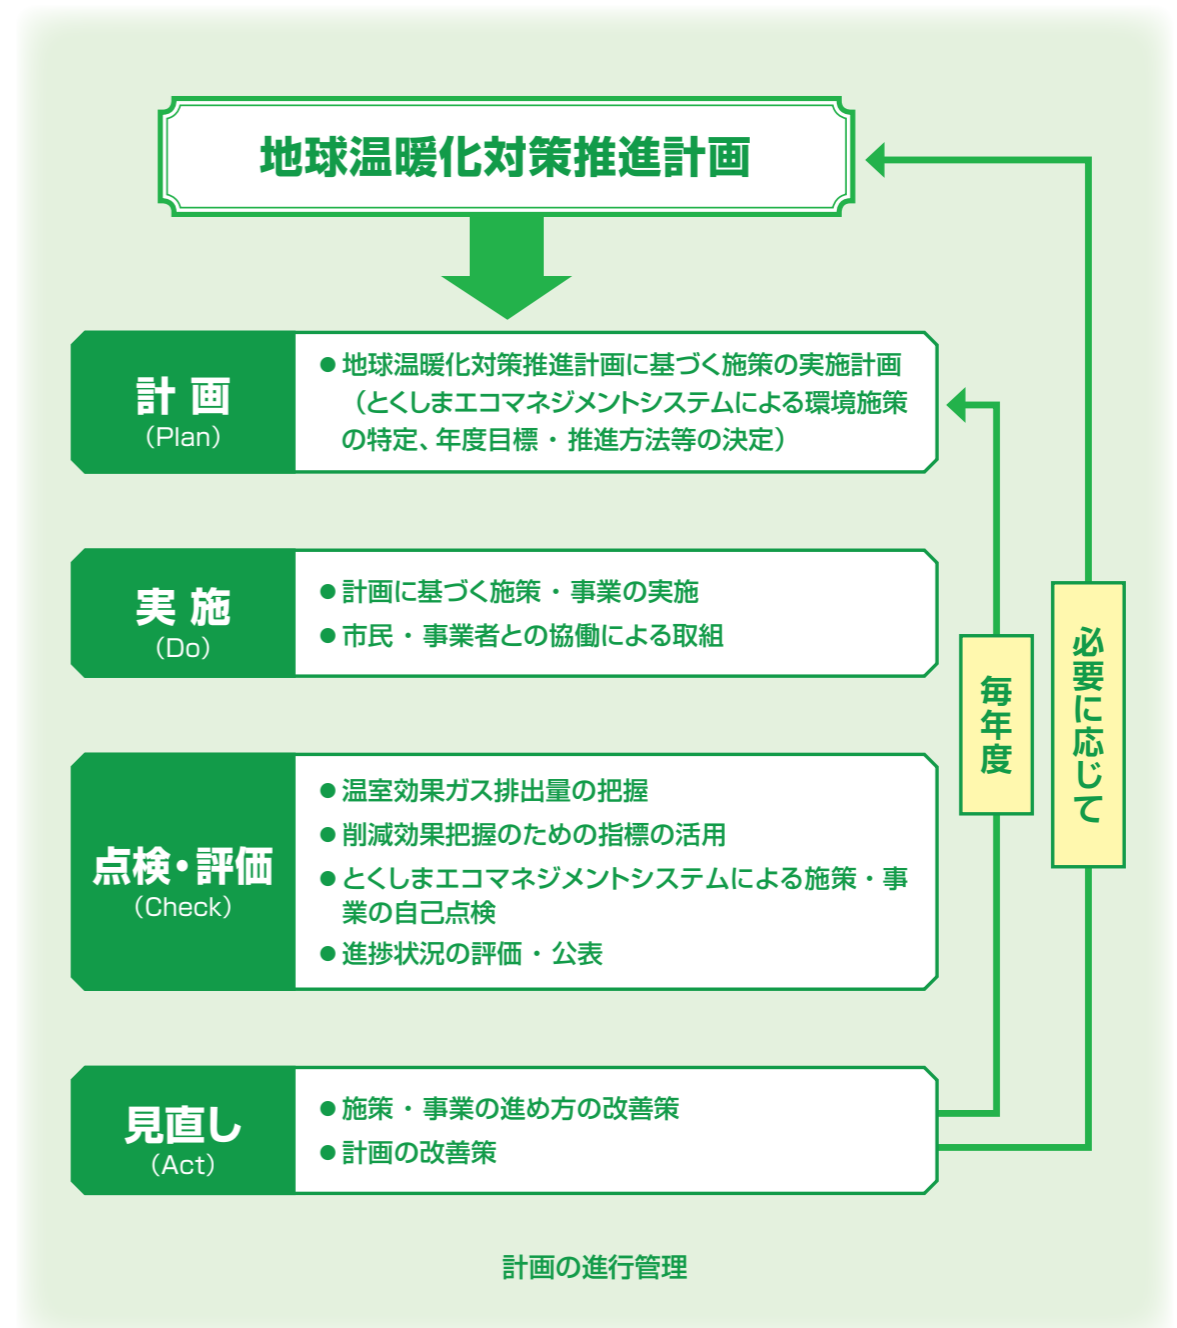 地球温暖化対策推進計画
計画
（Plan）
●地球温暖化対策推進計画に基づく施策の実施計画
（とくしまエコマネジメントシステムによる環境施策
の特定、年度目標・推進方法等の決定）
実施
（Do）
●計画に基づく施策・事業の実施
●市民・事業者との協働による取組
点検・評価
（Check）
●温室効果ガス排出量の把握
●削減効果把握のための指標の活用
●とくしまエコマネジメントシステムによる施策・事
業の自己点検
●進捗状況の評価・公表
見直し
（Act）
●施策・事業の進め方の改善策
●計画の改善策
毎年度
必要に応じて
計画の進行管理